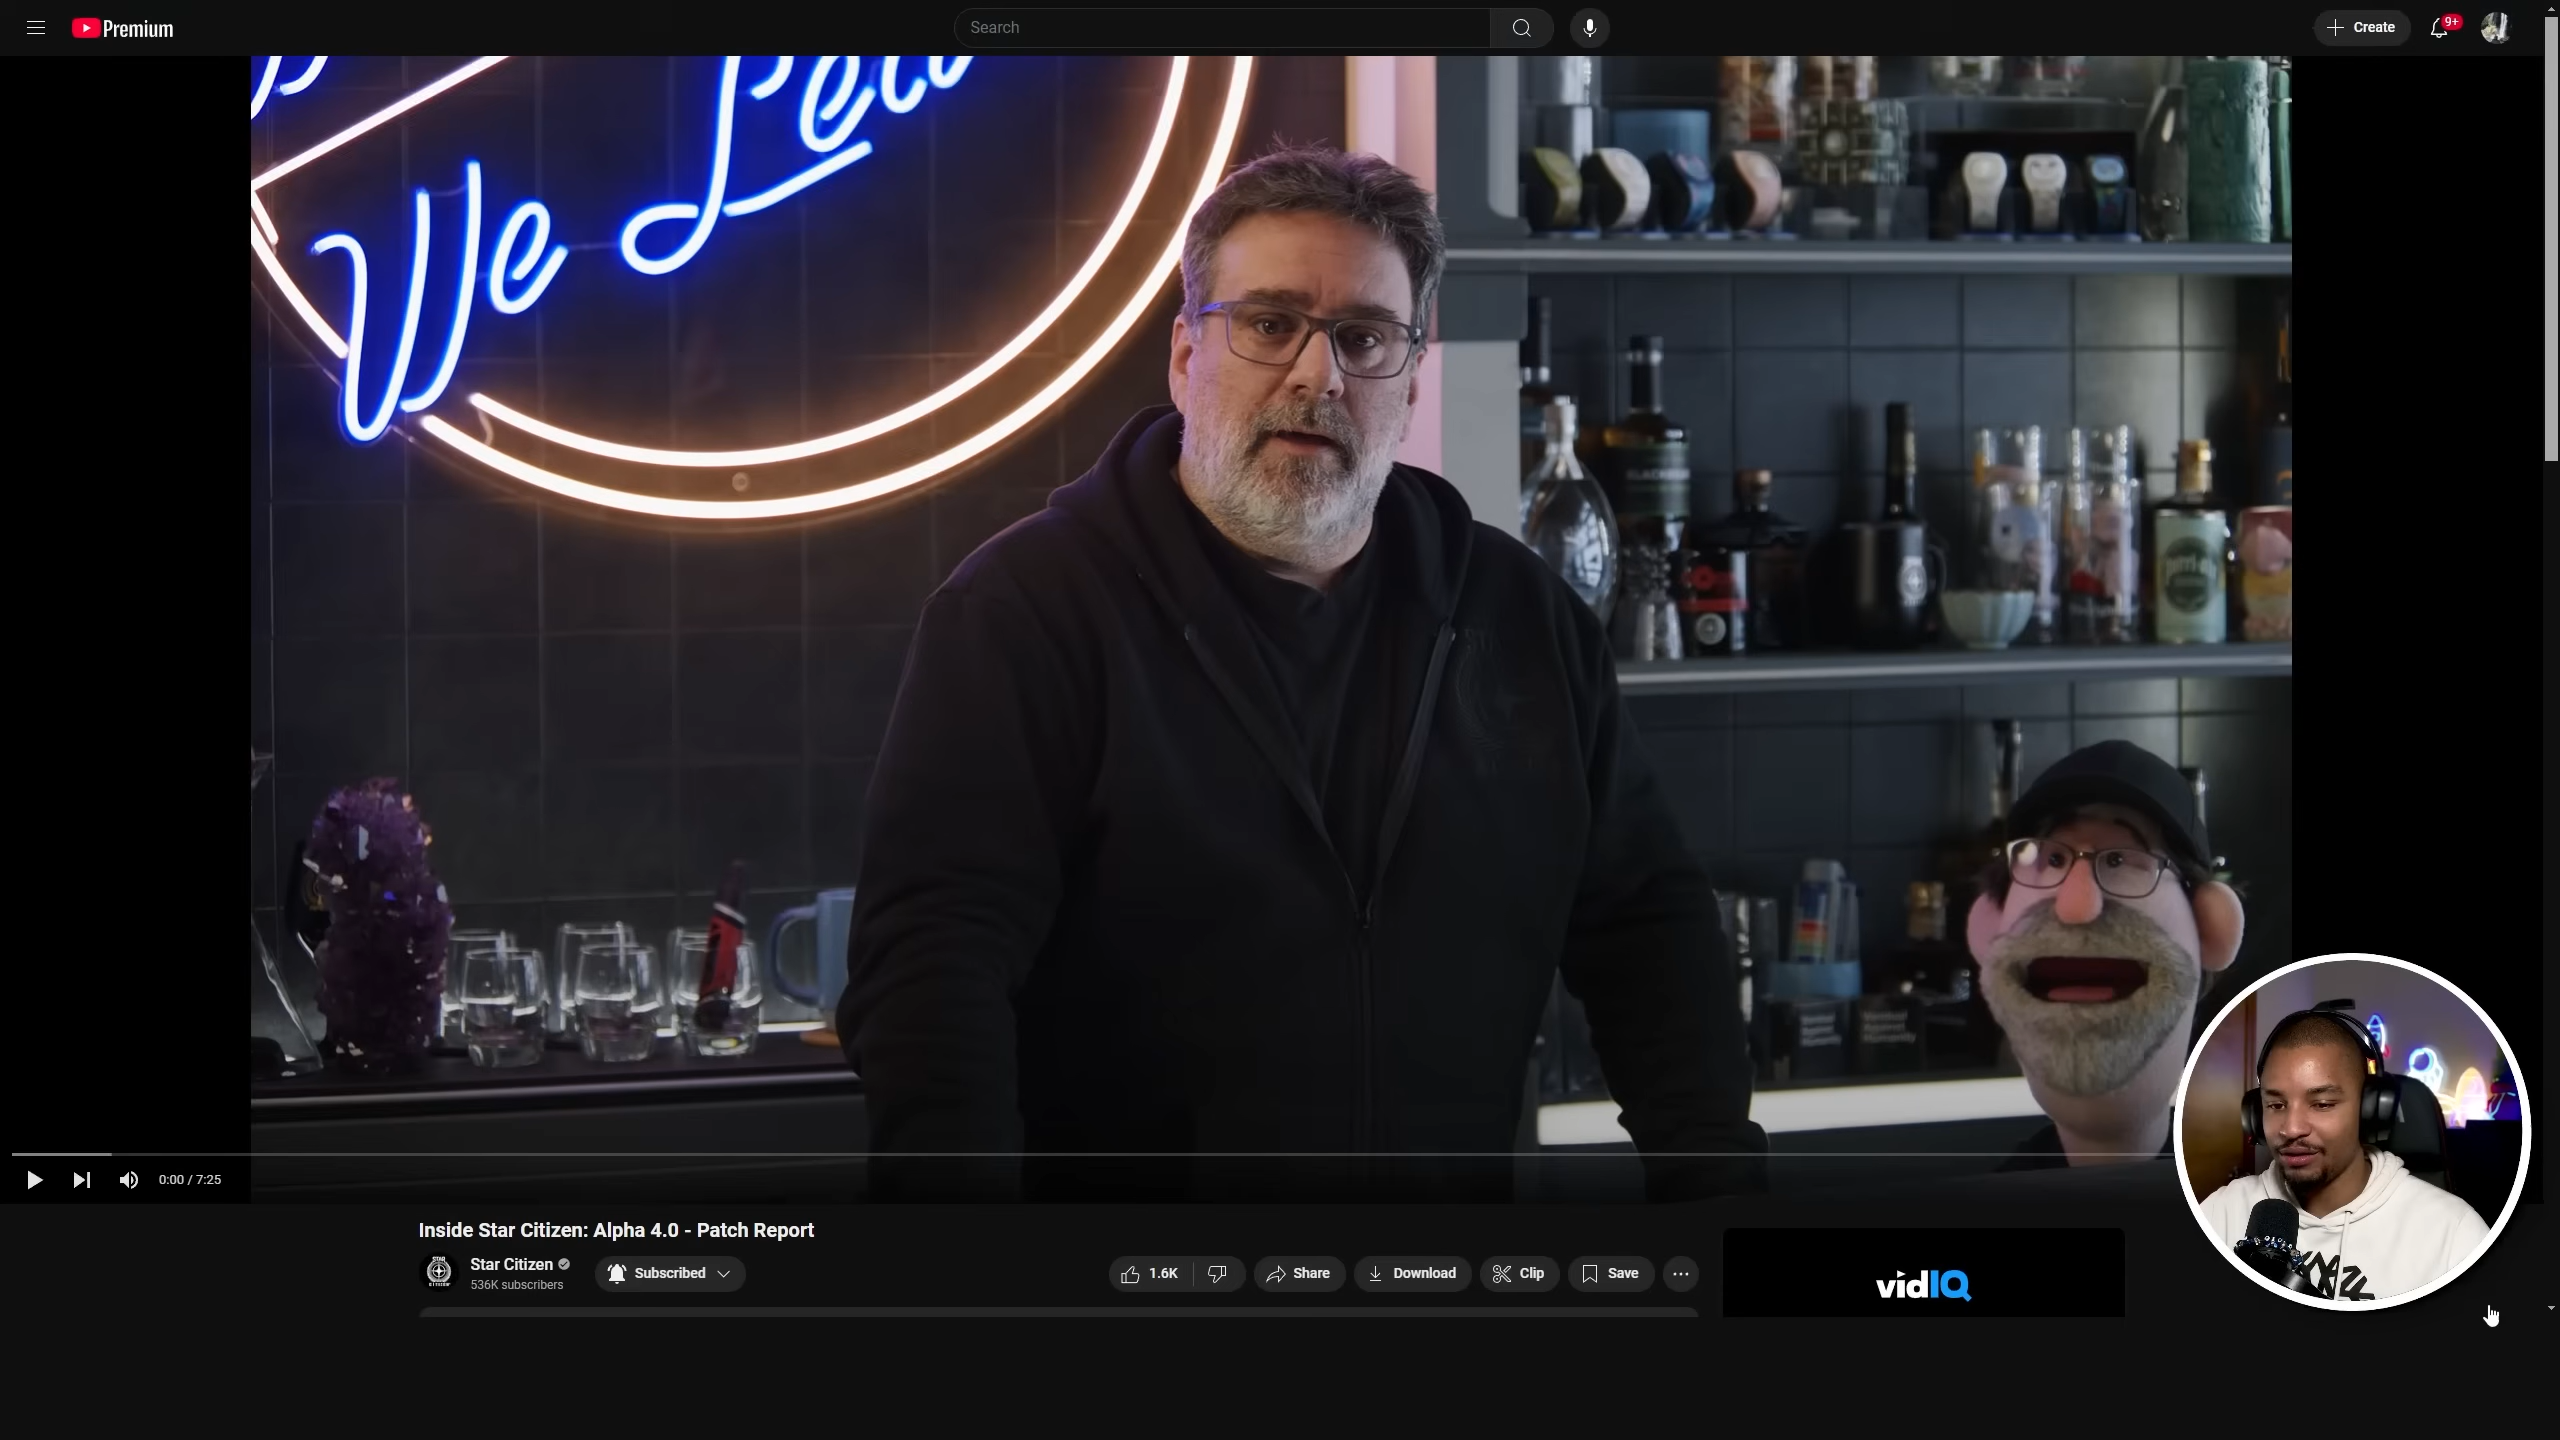 Premium
Search
Create
9+
We
0:00 / 7:25
Inside Star Citizen: Alpha 4.0 - Patch Report
Star Citizen
536K subscribers
Subscribed
1.6K
Share
Download
Clip
Save
vidIQ